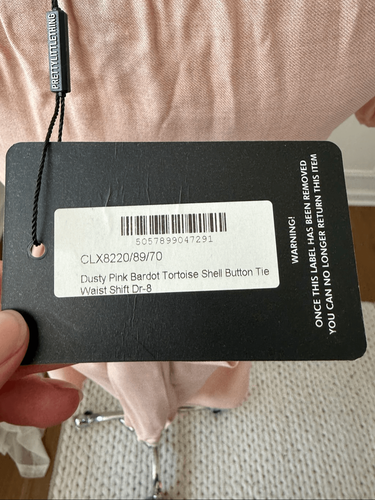 PRETTYLITTLETHING
5057899047291
CLX8220/89/70
Dusty Pink Bardot Tortoise Shell Button Tie
Waist Shift Dr-8
WARNING!
ONCE THIS LABEL HAS BEEN REMOVED
YOU CAN NO LONGER RETURN THIS ITEM